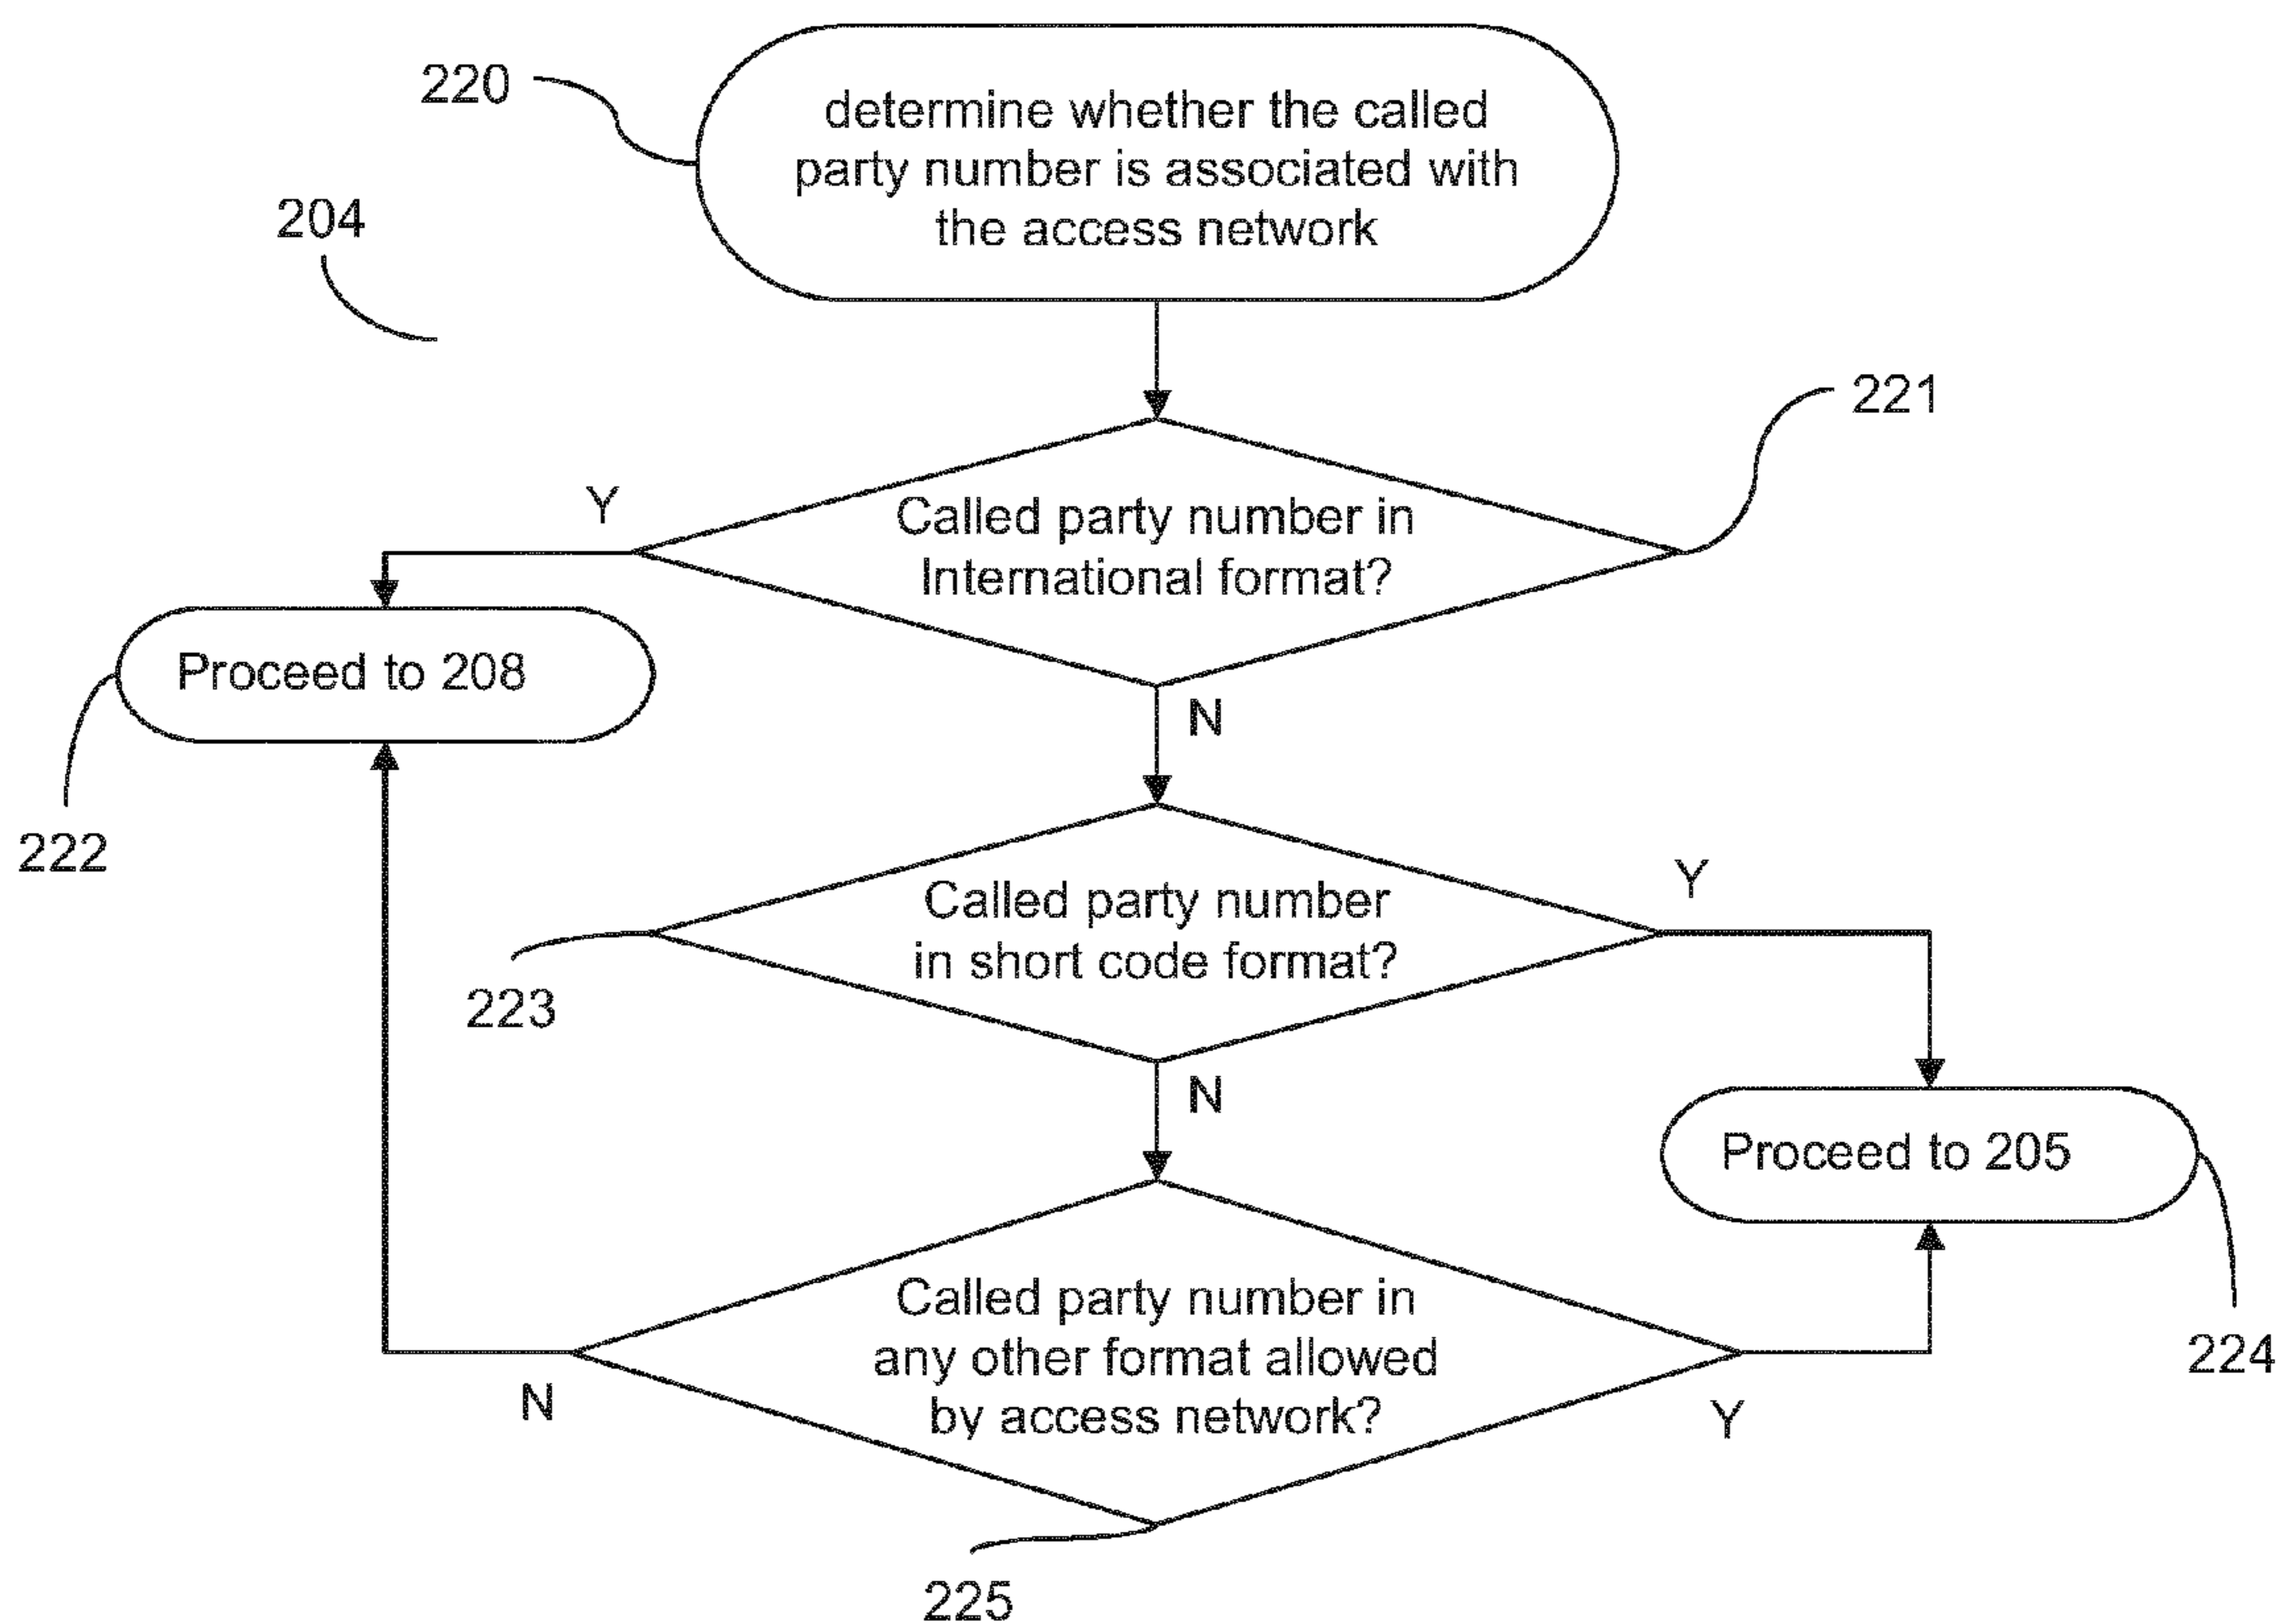 220
determine whether the called
party number is associated with
the access network
204
221
Y
Called party number in
International format?
Proceed to 208
N
222
Called party number
in short code format?
Y
223
N
Proceed to 205
Called party number in
any other format allowed
by access network?
224
N
Y
225